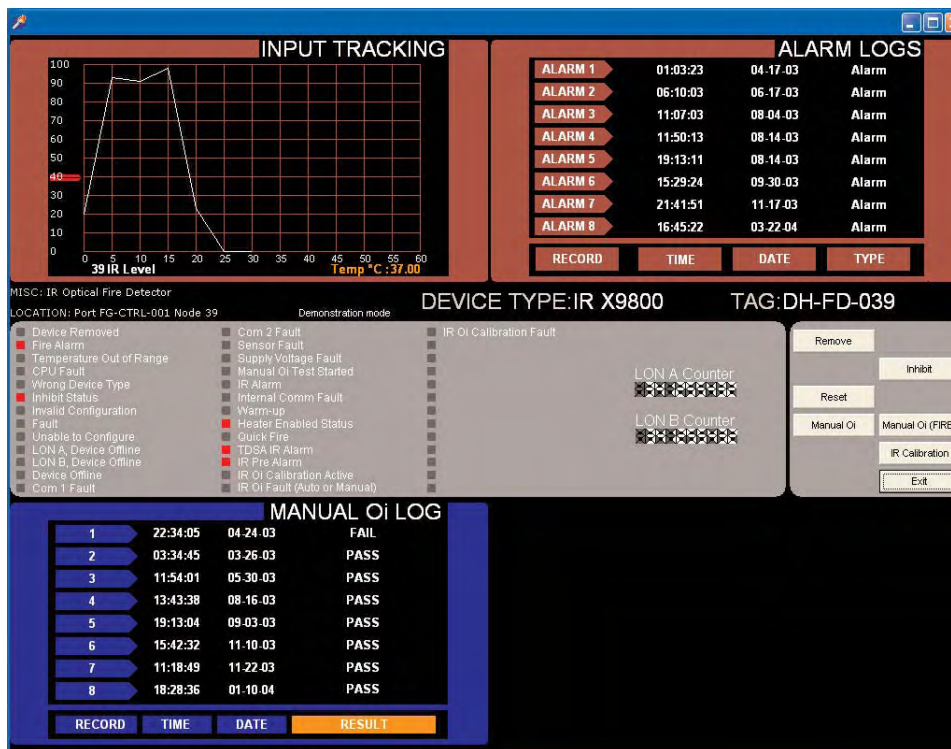 INPUT TRACKING
100
90
80
70
60
50
40
30
20
10
0
0 5 10 15 20 25 30 35 40 45 50 55 60
39 IR Level Temp °C :37.00
ALARM LOGS
ALARM 1 01:03:23 04-17-03 Alarm
ALARM 2 06:10:03 06-17-03 Alarm
ALARM 3 11:07:03 08-04-03 Alarm
ALARM 4 11:50:13 08-14-03 Alarm
ALARM 5 19:13:11 08-14-03 Alarm
ALARM 6 15:29:24 09-30-03 Alarm
ALARM 7 21:41:51 11-17-03 Alarm
ALARM 8 16:45:22 03-22-04 Alarm
RECORD TIME DATE TYPE
MISC: IR Optical Fire Detector
LOCATION: Port FG-CTRL-001 Node 39 Demonstration mode
DEVICE TYPE:IR X9800 TAG:DH-FD-039
Device Removed
Fire Alarm
Temperature Out of Range
CPU Fault
Wrong Device Type
Inhibit Status
Invalid Configuration
Fault
Unable to Configure
LON A, Device Offline
LON B, Device Offline
Device Offline
Com 1 Fault
Com 2 Fault
Sensor Fault
Supply Voltage Fault
Manual Oi Test Started
IR Alarm
Internal Comm Fault
Warm-up
Heater Enabled Status
Quick Fire
TDSA IR Alarm
IR Pre Alarm
IR Oi Calibration Active
IR Oi Fault (Auto or Manual)
IR Oi Calibration Fault
LON A Counter
LON B Counter
Remove
Inhibit
Reset
Manual Oi Manual Oi (FIRE
IR Calibration
Exit
MANUAL Oi LOG
1 22:34:05 04-24-03 FAIL
2 03:34:45 03-26-03 PASS
3 11:54:01 05-30-03 PASS
4 13:43:38 08-16-03 PASS
5 19:13:04 09-03-03 PASS
6 15:42:32 11-10-03 PASS
7 11:18:49 11-22-03 PASS
8 18:28:36 01-10-04 PASS
RECORD TIME DATE RESULT